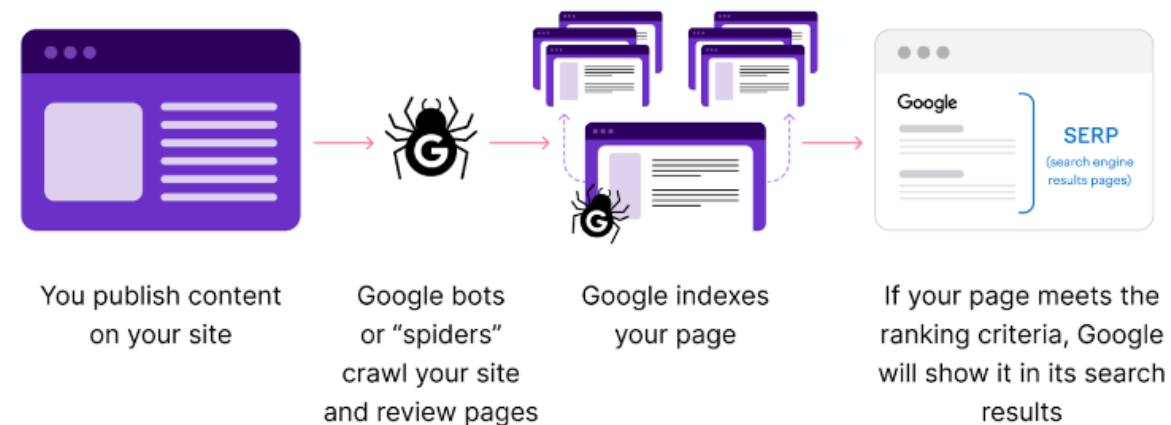 G
G
Google
SERP
(search engine
results pages)
You publish content
on your site
Google bots
or “spiders”
crawl your site
and review pages
Google indexes
your page
If your page meets the
ranking criteria, Google
will show it in its search
results